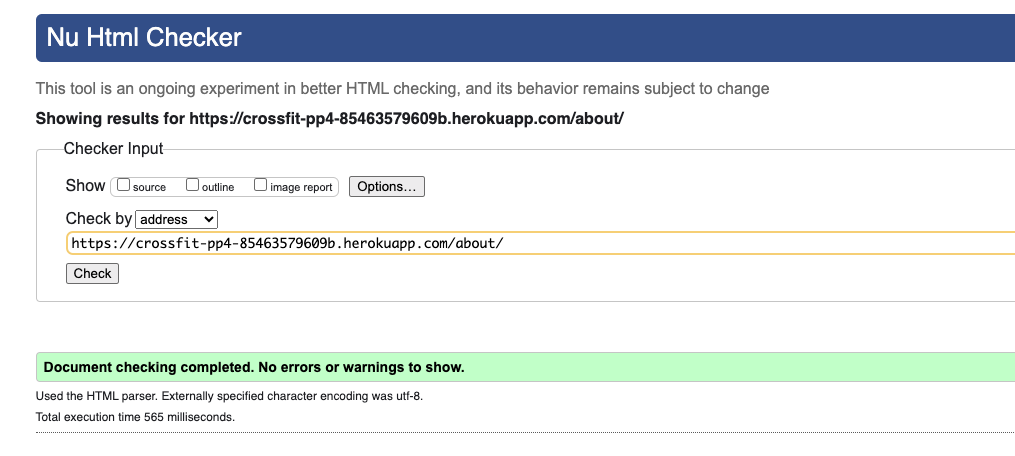 Nu Html Checker
This tool is an ongoing experiment in better HTML checking, and its behavior remains subject to change
Showing results for https://crossfit-pp4-85463579609b.herokuapp.com/about/
Checker Input
Show source outline image report Options...
Check by address
https://crossfit-pp4-85463579609b.herokuapp.com/about/
Check
Document checking completed. No errors or warnings to show.
Used the HTML parser. Externally specified character encoding was utf-8.
Total execution time 565 milliseconds.